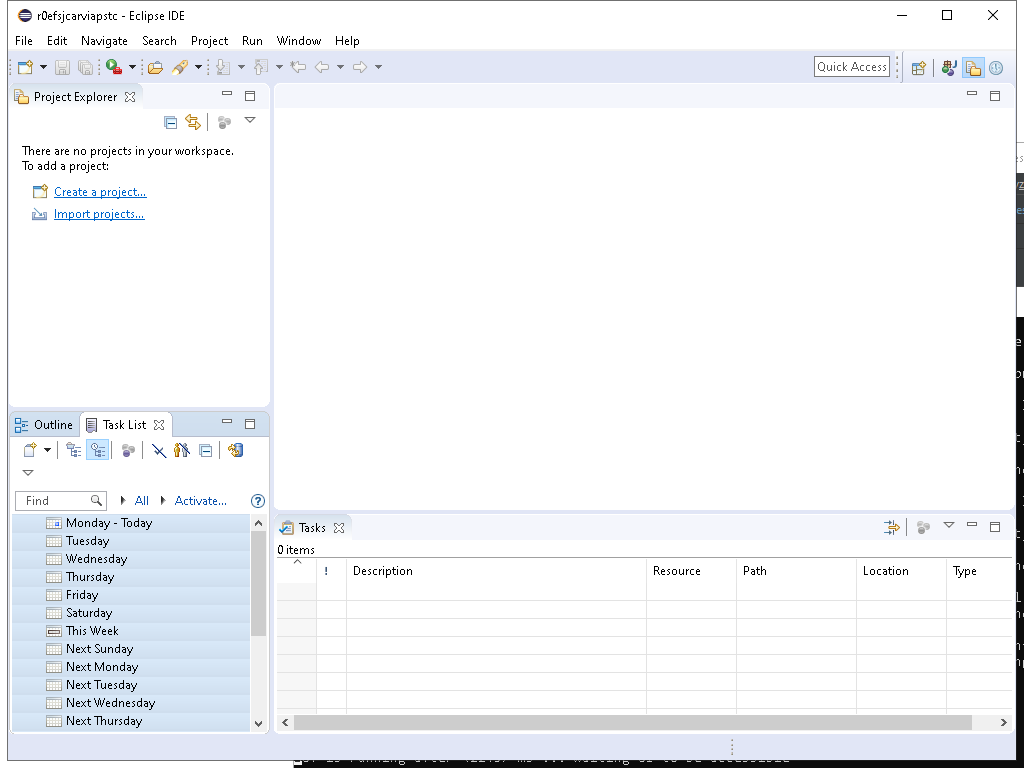 r0efsjcarviapstc - Eclipse IDE
File Edit Navigate Search Project Run Window Help
Quick Access
Project Explorer
There are no projects in your workspace.
To add a project:
Create a project...
Import projects...
Outline Task List
Find All Activate...
Monday - Today
Tuesday
Wednesday
Thursday
Friday
Saturday
This Week
Next Sunday
Next Monday
Next Tuesday
Next Wednesday
Next Thursday
Tasks
0 items
! Description Resource Path Location Type